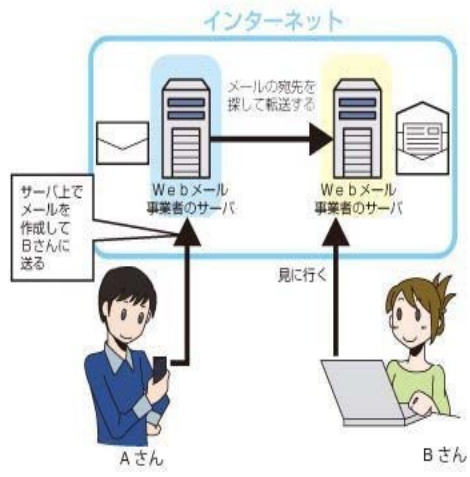 インターネット
メールの宛先を
探して転送する
Webメール
事業者のサーバ
Webメール
事業者のサーバ
サーバ上で
メールを
作成して
Bさんに
送る
見に行く
Aさん
Bさん